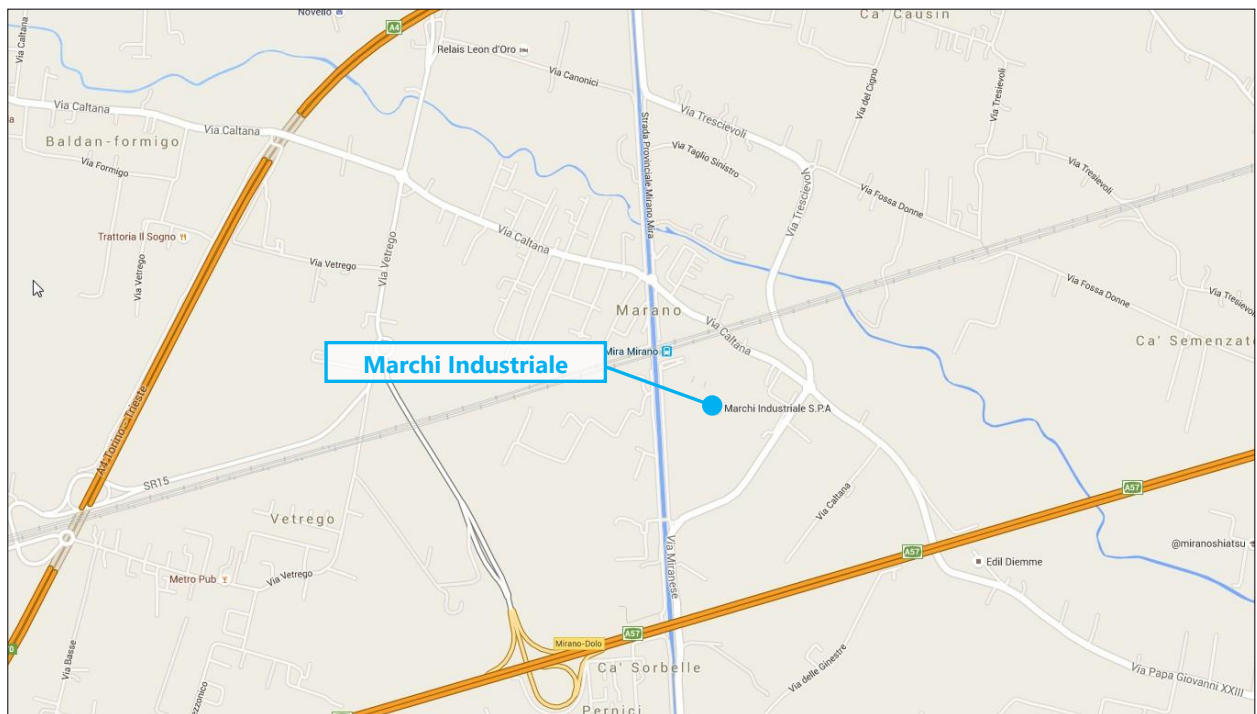 Novello
A4
Ca' Causin
Relais Leon d'Oro
Via Caltana
Via Canonici
Via del Cigno
Via Tresievoli
Via Caltana
Via Caltana
Baldan-formigo
Via Formigo
Strada Provinciale Mirano Mira
Via Trescievoli
Via Taglio Sinistro
Via Tresievoli
Via Fossa Donne
Via Trescievoli
Trattoria Il Sogno
Via Vetrego
Via Vetrego
Via Vetrego
Via Caltana
Via Fossa Donne
Marano
Via Caltana
Ca' Semenzato
Mira Mirano
Marchi Industriale
Marchi Industriale S.P.A
A4 Torino - Trieste
SR15
Vetrego
A57
Via Caltana
A57
@miranoshiatsu
Edil Diemme
Via Miranese
Metro Pub
Via Vetrego
A57
Mirano-Dolo
Ca' Sorbelle
Via Basse
Via delle Ginestre
Via Papa Giovanni XXIII
Pernici